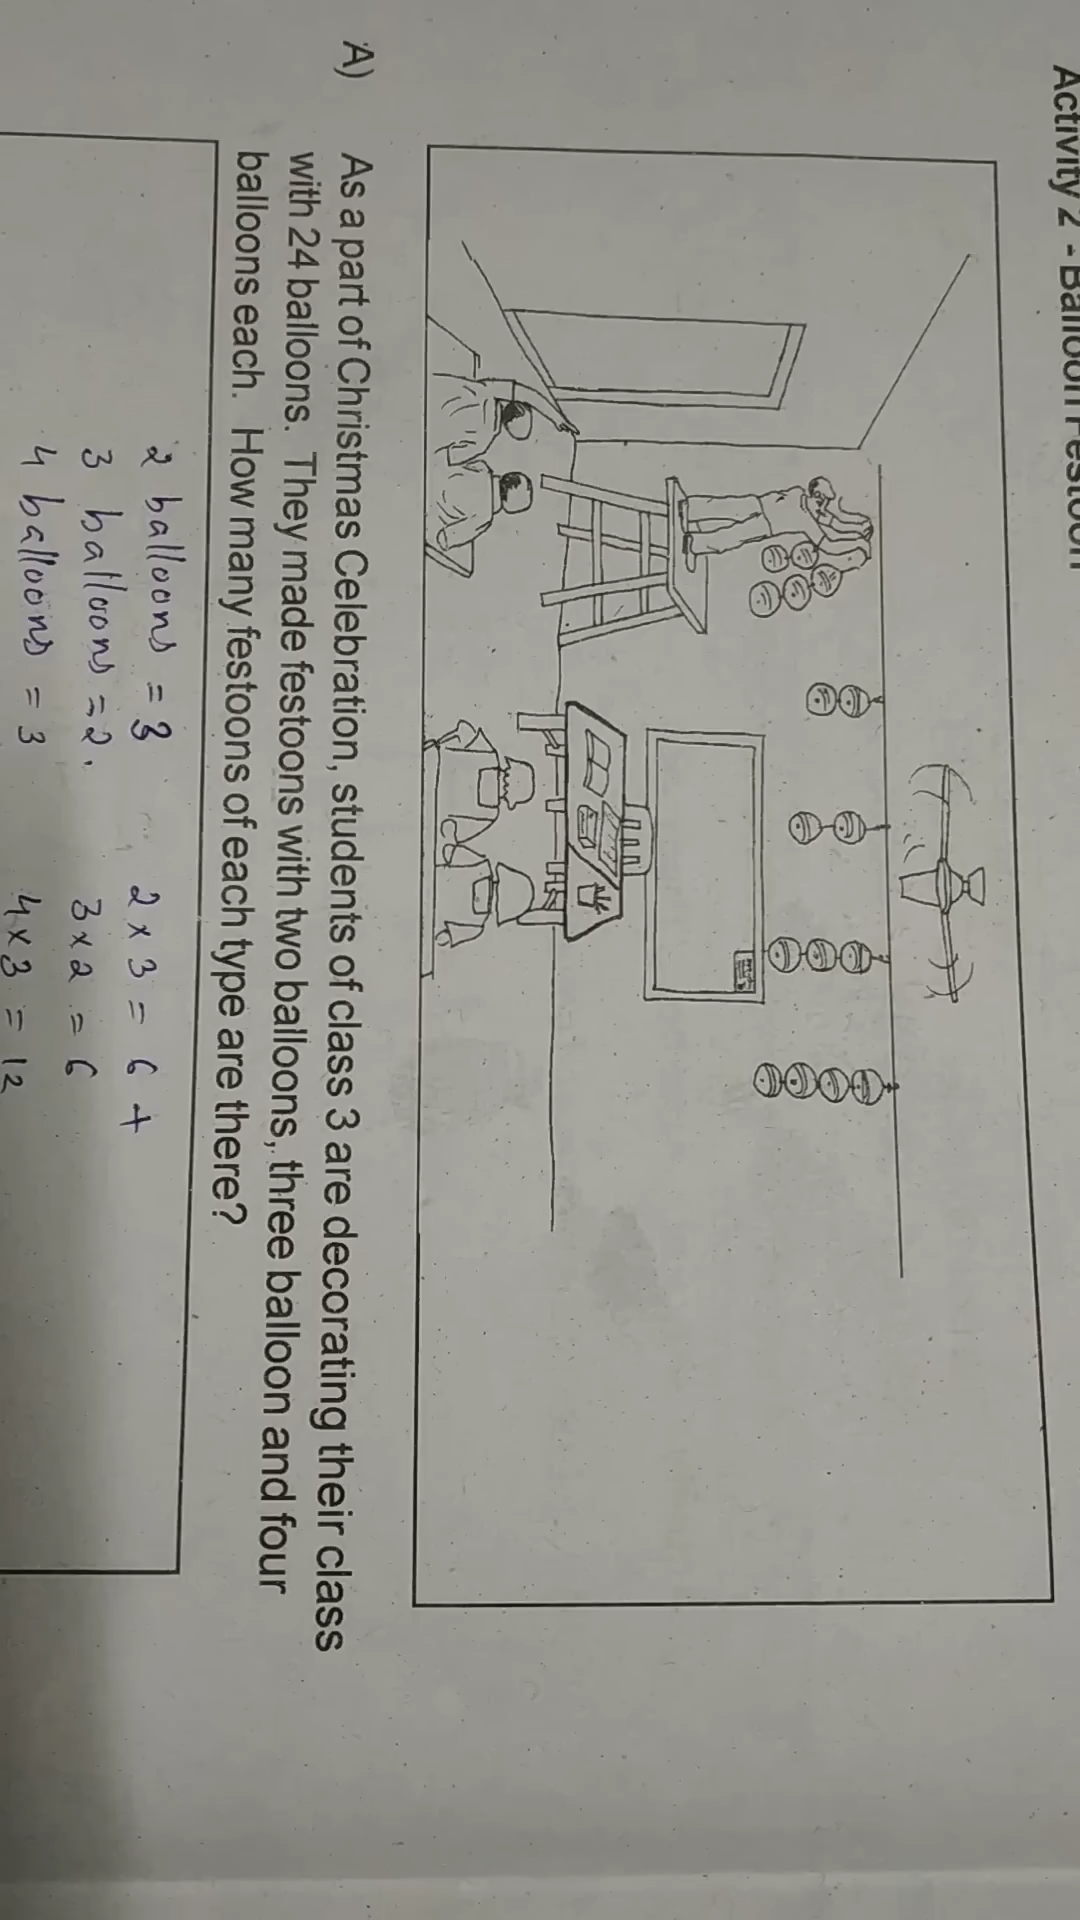 Activity 2 - Balloon Festoon
A) As a part of Christmas Celebration, students of class 3 are decorating their class
with 24 balloons. They made festoons with two balloons, three balloon and four
balloons each. How many festoons of each type are there?
2 balloons = 3 2 x 3 = 6 +
3 balloons = 2. 3 x 2 = 6
4 balloons = 3 4 x 3 = 12